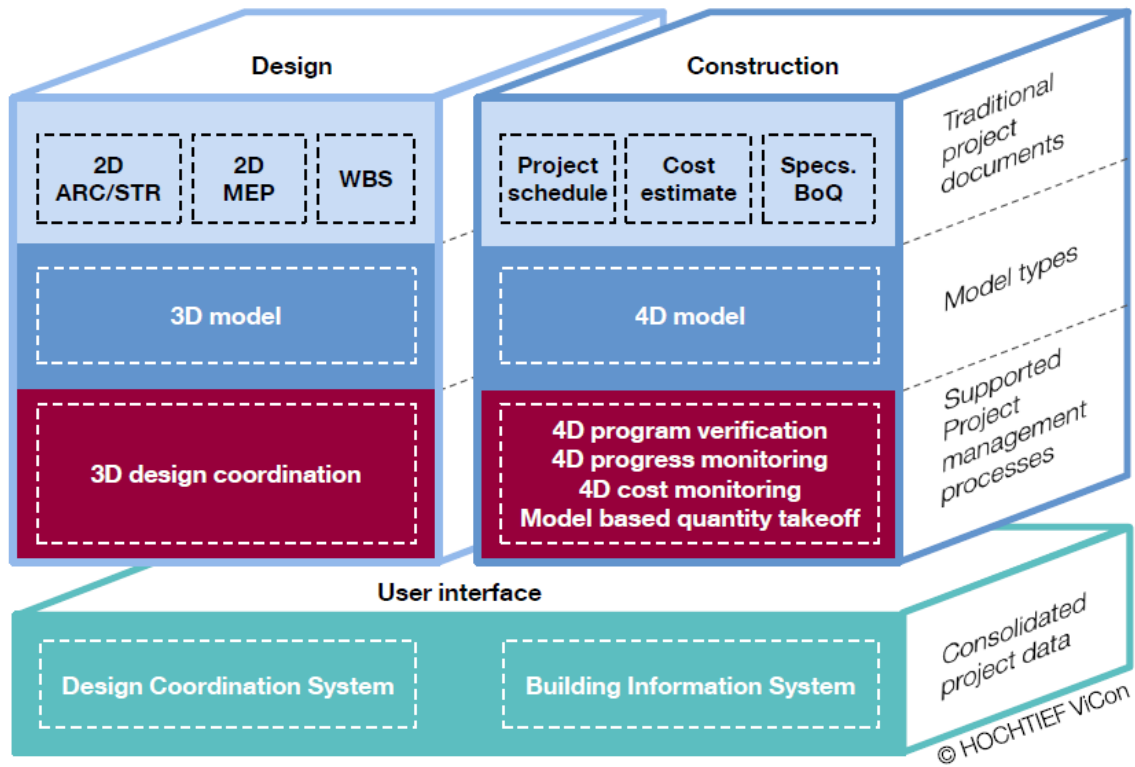 Design
Construction
2D
ARC/STR
2D
MEP
WBS
Project
schedule
Cost
estimate
Specs.
BoQ
Traditional
project
documents
3D model
4D model
Model types
3D design coordination
4D program verification
4D progress monitoring
4D cost monitoring
Model based quantity takeoff
Supported
Project
management
processes
User interface
Design Coordination System
Building Information System
Consolidated
project data
© HOCHTIEF ViCon